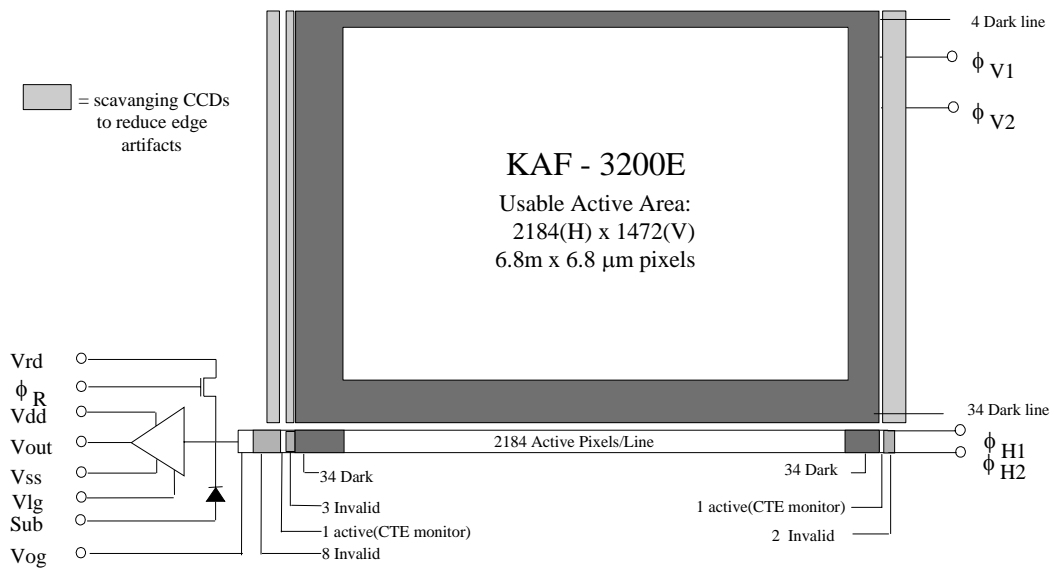 4 Dark line
ϕ V1
ϕ V2
= scavanging CCDs
to reduce edge
artifacts
KAF - 3200E
Usable Active Area:
2184(H) x 1472(V)
6.8m x 6.8 μm pixels
Vrd
ϕ R
Vdd
Vout
Vss
Vlg
Sub
Vog
34 Dark line
2184 Active Pixels/Line
ϕ H1
ϕ H2
34 Dark
34 Dark
3 Invalid
1 active(CTE monitor)
1 active(CTE monitor)
8 Invalid
2 Invalid